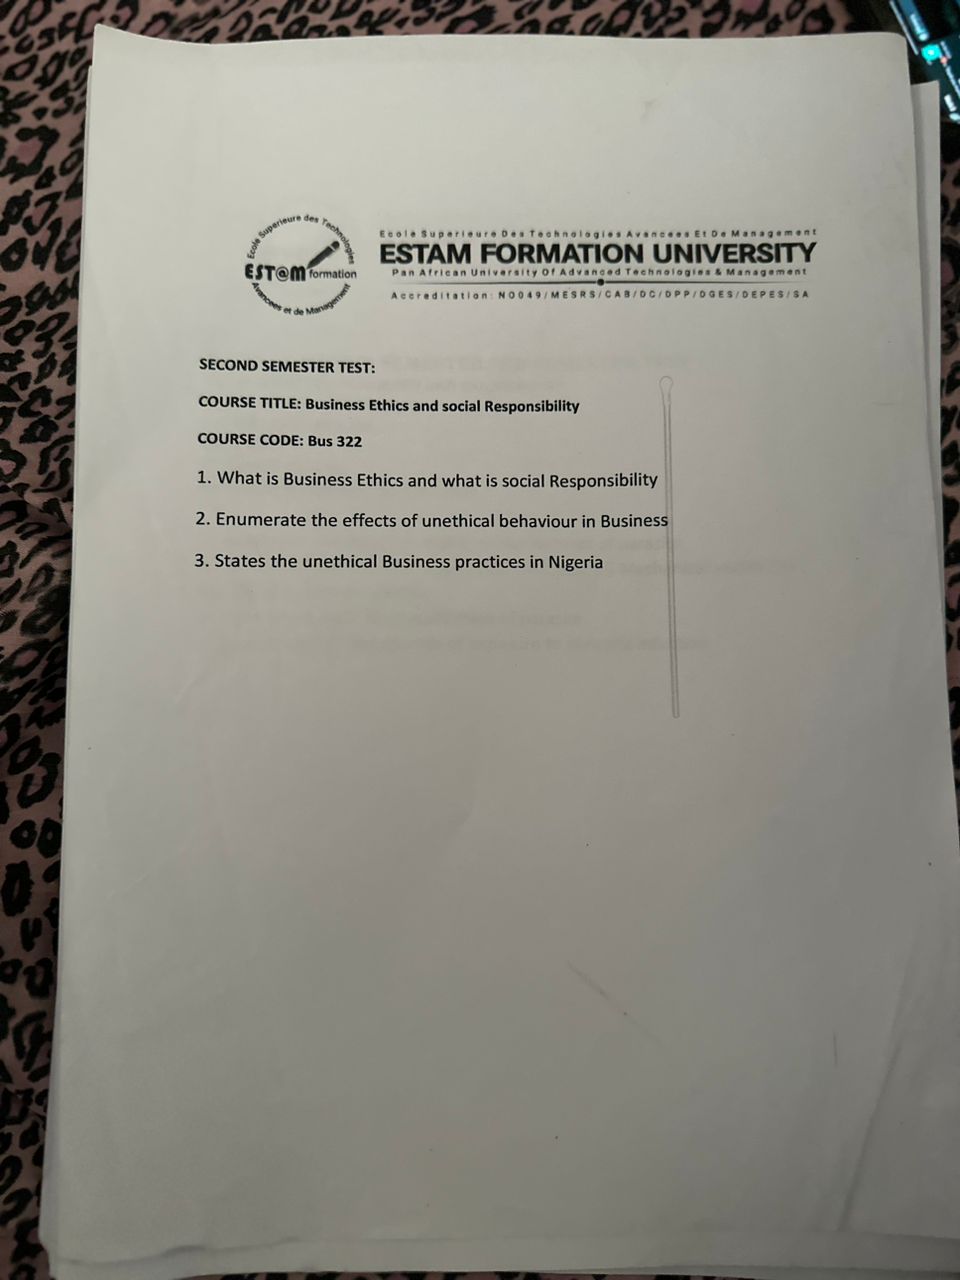 Ecole Superieure des Technologies
EST@M formation
Avancees et de Management
Ecole Superieure Des Technologies Avancees Et De Management
ESTAM FORMATION UNIVERSITY
Pan African University Of Advanced Technologies & Management
Accreditation: N0049/MESRS/CAB/DC/DPP/DGES/DEPES/SA
SECOND SEMESTER TEST:
COURSE TITLE: Business Ethics and social Responsibility
COURSE CODE: Bus 322
1. What is Business Ethics and what is social Responsibility
2. Enumerate the effects of unethical behaviour in Business
3. States the unethical Business practices in Nigeria